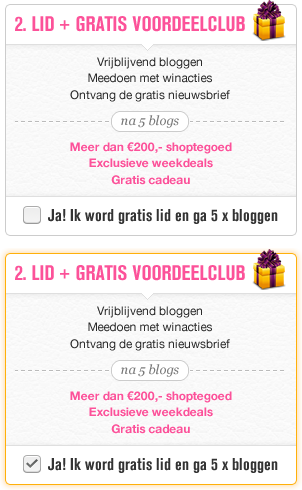 2. LID + GRATIS VOORDEELCLUB
Vrijblijvend bloggen
Meedoen met winacties
Ontvang de gratis nieuwsbrief
na 5 blogs
Meer dan €200,- shoptegoed
Exclusieve weekdeals
Gratis cadeau
Ja! Ik word gratis lid en ga 5 x bloggen
2. LID + GRATIS VOORDEELCLUB
Vrijblijvend bloggen
Meedoen met winacties
Ontvang de gratis nieuwsbrief
na 5 blogs
Meer dan €200,- shoptegoed
Exclusieve weekdeals
Gratis cadeau
Ja! Ik word gratis lid en ga 5 x bloggen